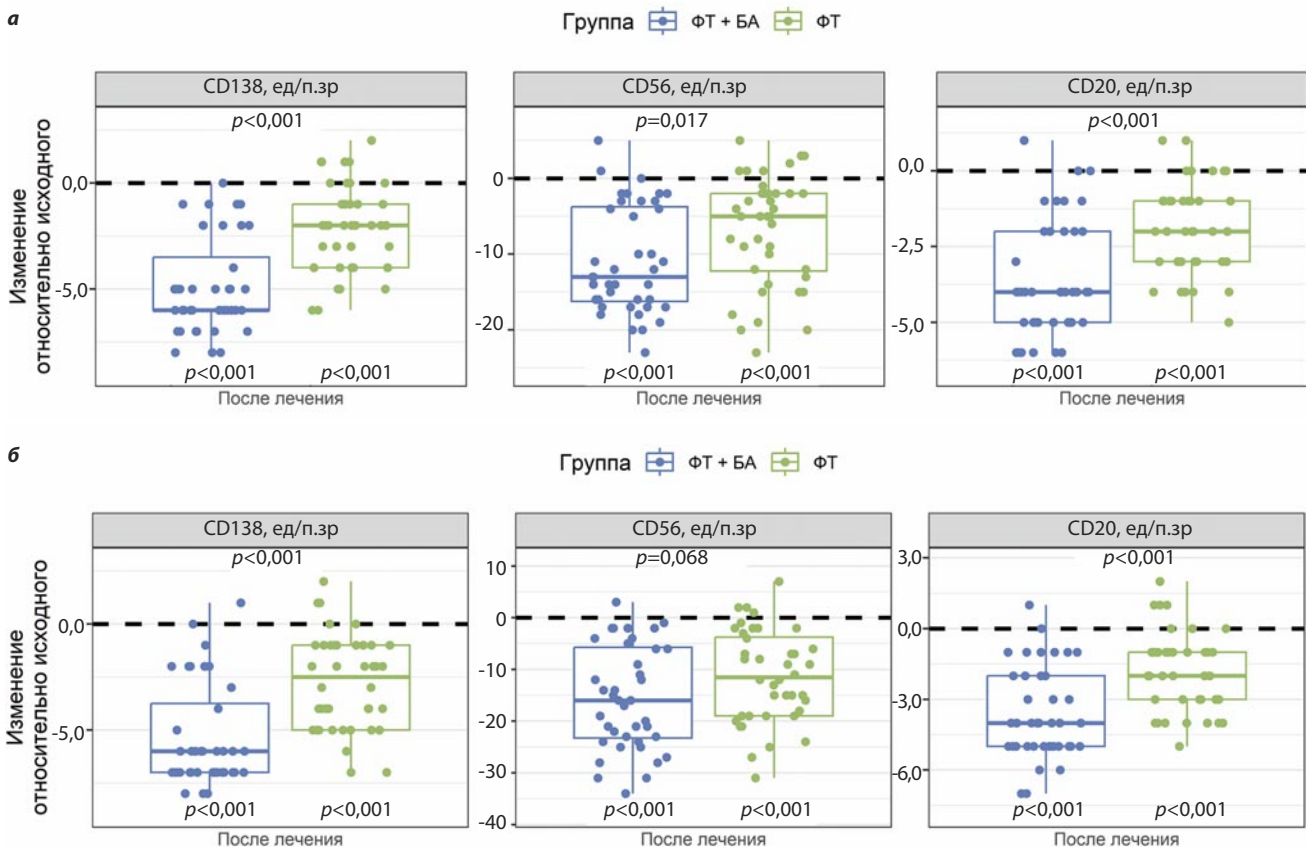 а
Группа ФТ + БА ФТ
CD138, ед/п.зр CD56, ед/п.зр CD20, ед/п.зр
p<0,001 p=0,017 p<0,001
Изменение
относительно исходного
0,0
-5,0
0
-10
-20
0,0
-2,5
-5,0
p<0,001 p<0,001 p<0,001 p<0,001 p<0,001 p<0,001
После лечения После лечения После лечения
б
Группа ФТ + БА ФТ
CD138, ед/п.зр CD56, ед/п.зр CD20, ед/п.зр
p<0,001 p=0,068 p<0,001
Изменение
относительно исходного
0,0
-5,0
10
0
-10
-20
-30
-40
3,0
0,0
-3,0
-6,0
p<0,001 p<0,001 p<0,001 p<0,001 p<0,001 p<0,001
После лечения После лечения После лечения